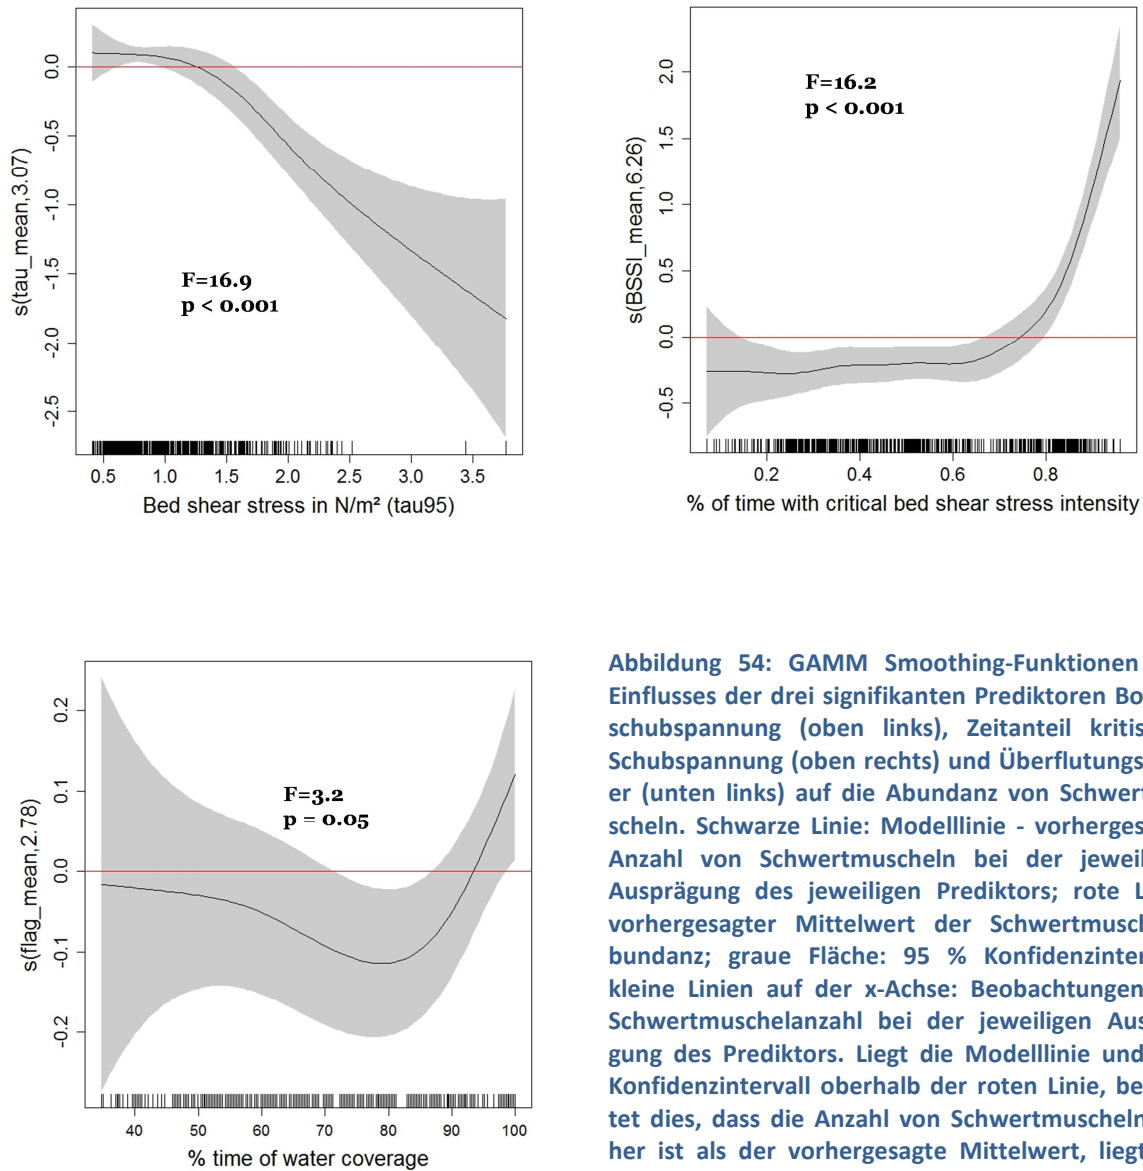 0.0
-0.5
-1.0
-1.5
-2.0
-2.5
s(tau_mean,3.07)
F=16.9
p < 0.001
0.5 1.0 1.5 2.0 2.5 3.0 3.5
Bed shear stress in N/m² (tau95)
2.0
1.5
1.0
0.5
0.0
-0.5
s(BSSI_mean,6.26)
F=16.2
p < 0.001
0.2 0.4 0.6 0.8
% of time with critical bed shear stress intensity
0.2
0.1
0.0
-0.1
-0.2
s(flag_mean,2.78)
F=3.2
p = 0.05
40 50 60 70 80 90 100
% time of water coverage
Abbildung 54: GAMM Smoothing-Funktionen
Einflusses der drei signifikanten Prediktoren Bo
schubspannung (oben links), Zeitanteil kritis
Schubspannung (oben rechts) und Überflutungs
er (unten links) auf die Abundanz von Schwert
scheln. Schwarze Linie: Modelllinie - vorherges
Anzahl von Schwertmuscheln bei der jeweil
Ausprägung des jeweiligen Prediktors; rote L
vorhergesagter Mittelwert der Schwertmusch
bundanz; graue Fläche: 95 % Konfidenzinter
kleine Linien auf der x-Achse: Beobachtungen
Schwertmuschelanzahl bei der jeweiligen Aus
gung des Prediktors. Liegt die Modelllinie und
Konfidenzintervall oberhalb der roten Linie, be
tet dies, dass die Anzahl von Schwertmuscheln
her ist als der vorhergesagte Mittelwert, liegt